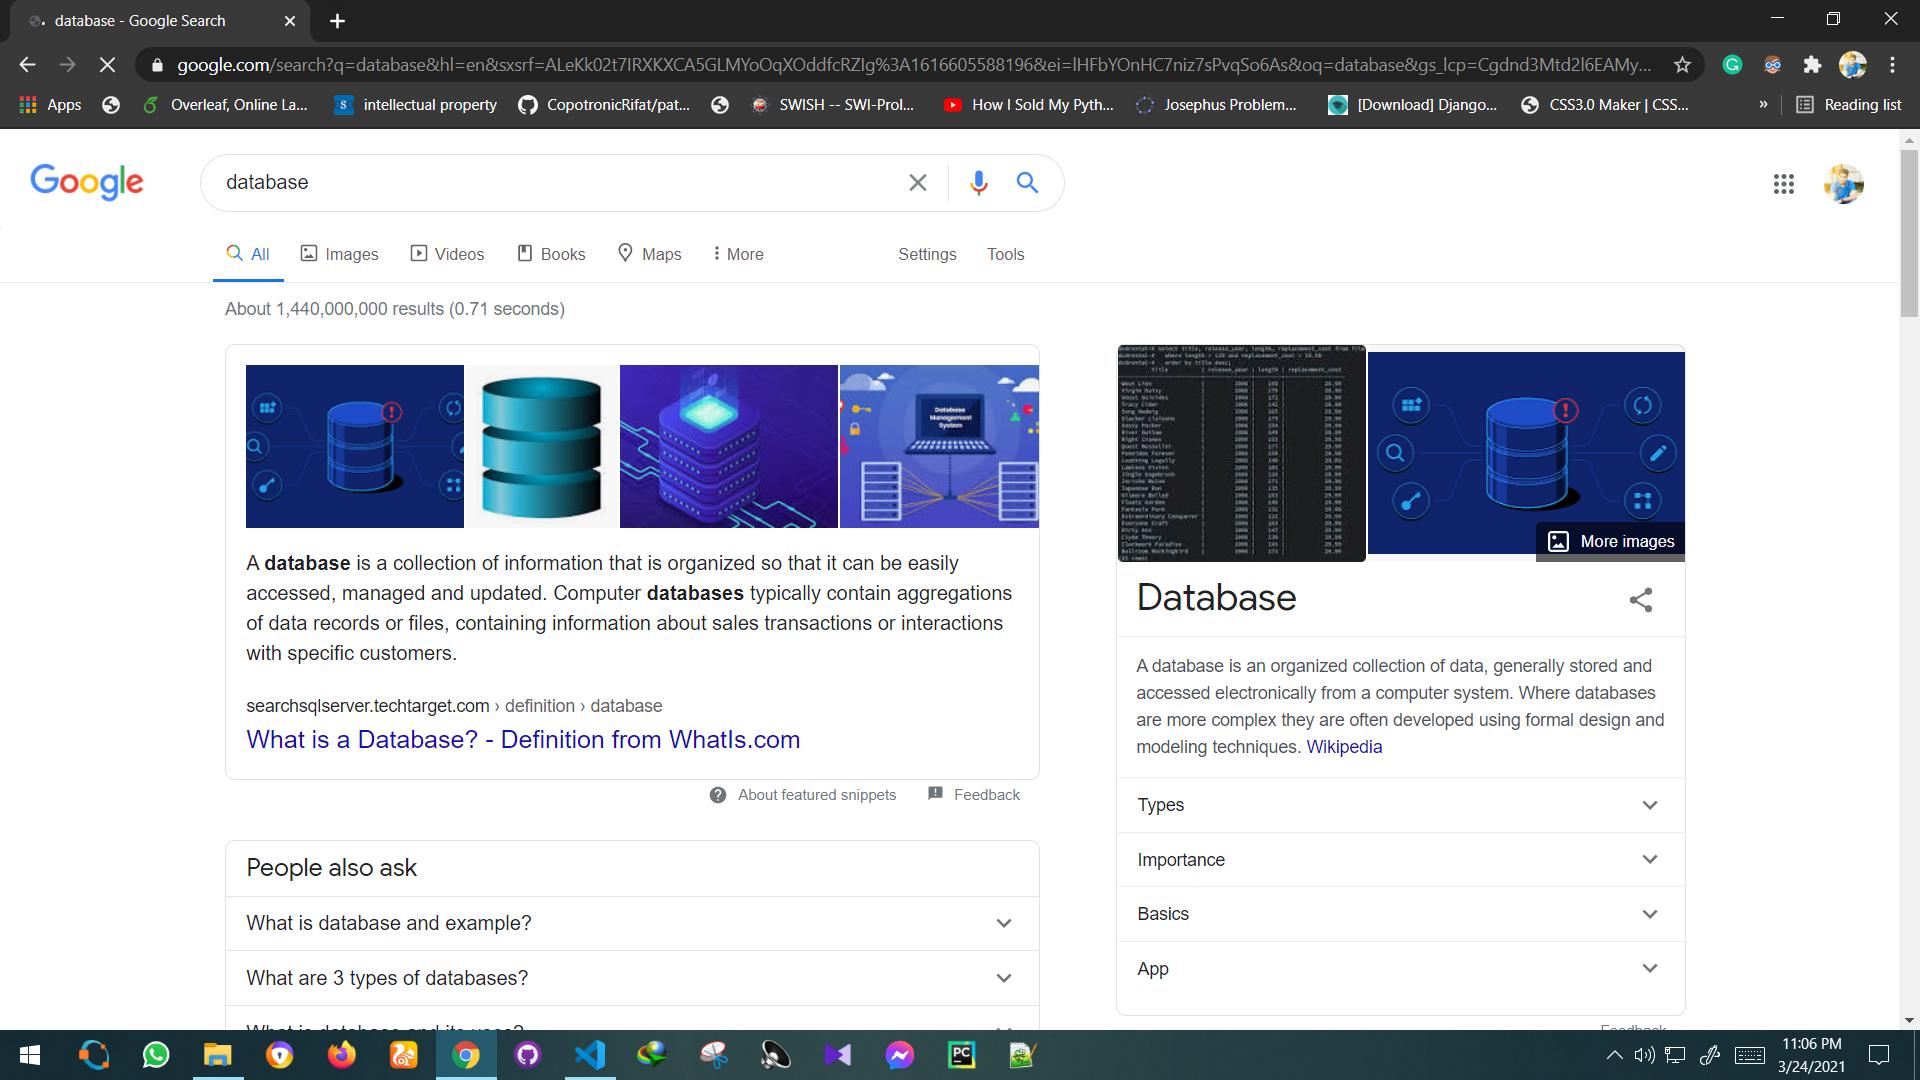 database - Google Search
google.com/search?q=database&hl=en&sxsrf=ALeKk02t7IRXKXCA5GLMYoOqXOddfcRZIg%3A1616605588196&ei=lHFbYOnHC7niz7sPvqSo6As&oq=database&gs_lcp=Cgdnd3Mtd2l6EAMy...
Apps Overleaf, Online La... intellectual property CopotronicRifat/pat... SWISH -- SWI-Prol... How I Sold My Pyth... Josephus Problem... [Download] Django... CSS3.0 Maker | CSS... » Reading list
Google database
All Images Videos Books Maps More Settings Tools
About 1,440,000,000 results (0.71 seconds)
Database
Management
System
A database is a collection of information that is organized so that it can be easily
accessed, managed and updated. Computer databases typically contain aggregations
of data records or files, containing information about sales transactions or interactions
with specific customers.
searchsqlserver.techtarget.com › definition › database
What is a Database? - Definition from WhatIs.com
About featured snippets Feedback
People also ask
What is database and example?
What are 3 types of databases?
What is database and its uses?
More images
Database
A database is an organized collection of data, generally stored and
accessed electronically from a computer system. Where databases
are more complex they are often developed using formal design and
modeling techniques. Wikipedia
Types
Importance
Basics
App
Feedback
PC
11:06 PM
3/24/2021